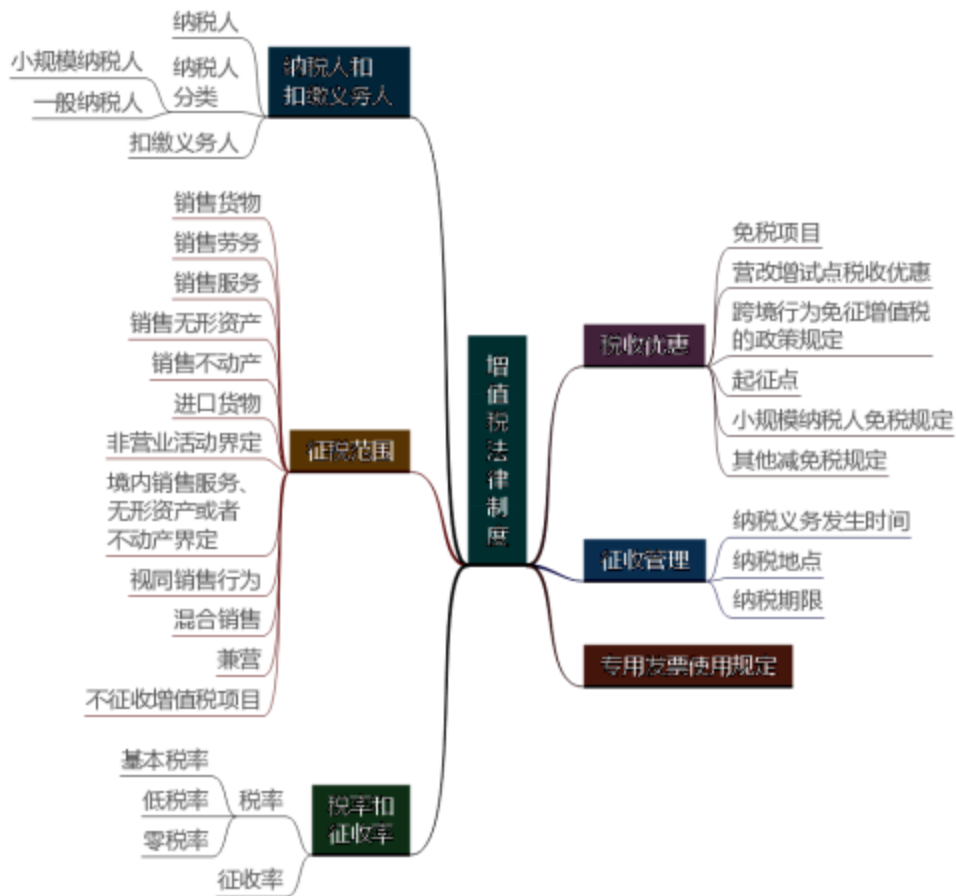 纳税人
小规模纳税人
一般纳税人
纳税人
分类
扣缴义务人
纳税人和
扣缴义务人
销售货物
销售劳务
销售服务
销售无形资产
销售不动产
进口货物
非营业活动界定
境内销售服务、
无形资产或者
不动产界定
视同销售行为
混合销售
兼营
不征收增值税项目
征税范围
基本税率
低税率
零税率
税率
征收率
税率和
征收率
增
值
税
法
律
制
度
税收优惠
免税项目
营改增试点税收优惠
跨境行为免征增值税
的政策规定
起征点
小规模纳税人免税规定
其他减免税规定
征收管理
纳税义务发生时间
纳税地点
纳税期限
专用发票使用规定